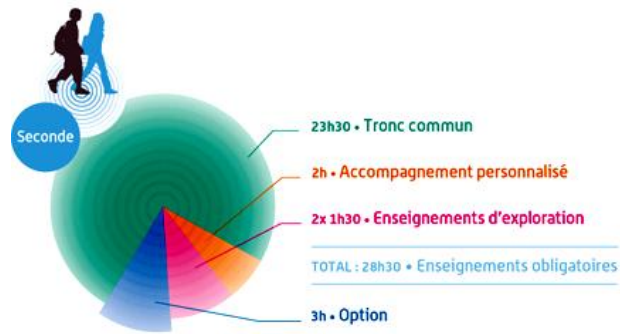 Seconde
23h30 • Tronc commun
2h • Accompagnement personnalisé
2x 1h30 • Enseignements d'exploration
TOTAL : 28h30 • Enseignements obligatoires
3h • Option